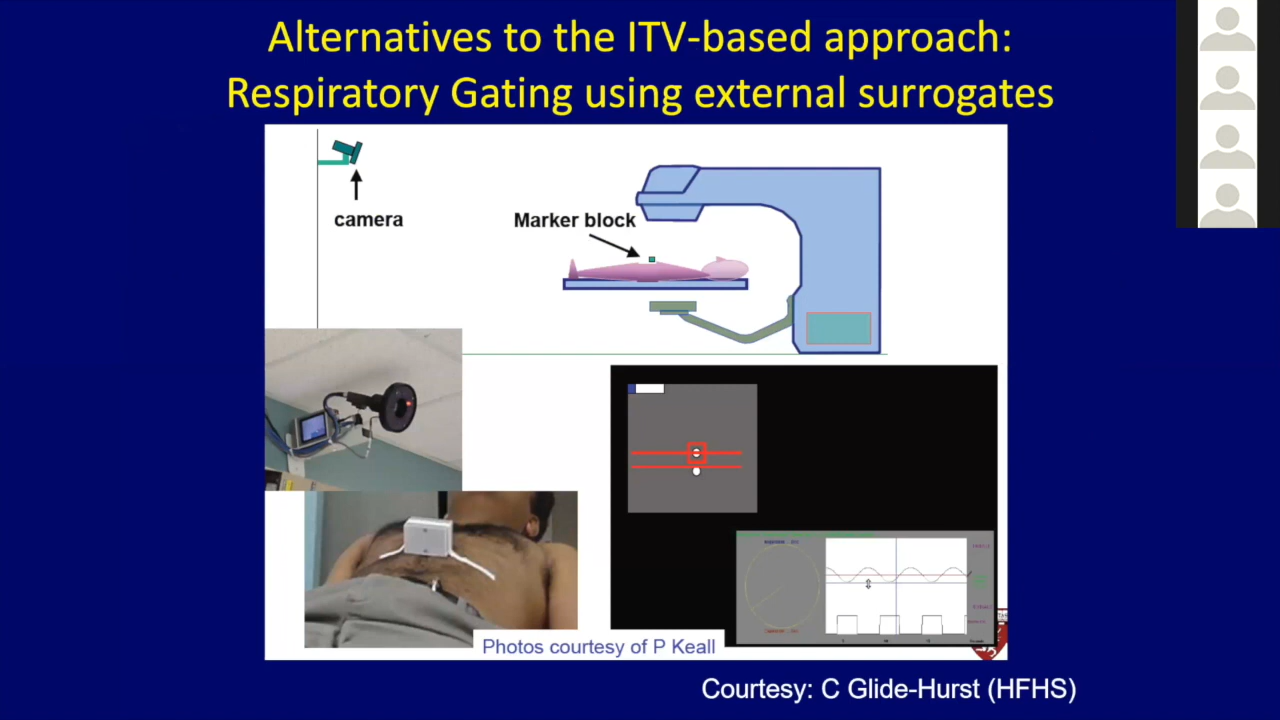 Alternatives to the ITV-based approach:
Respiratory Gating using external surrogates
camera
Marker block
Photos courtesy of P Keall
Courtesy: C Glide-Hurst (HFHS)